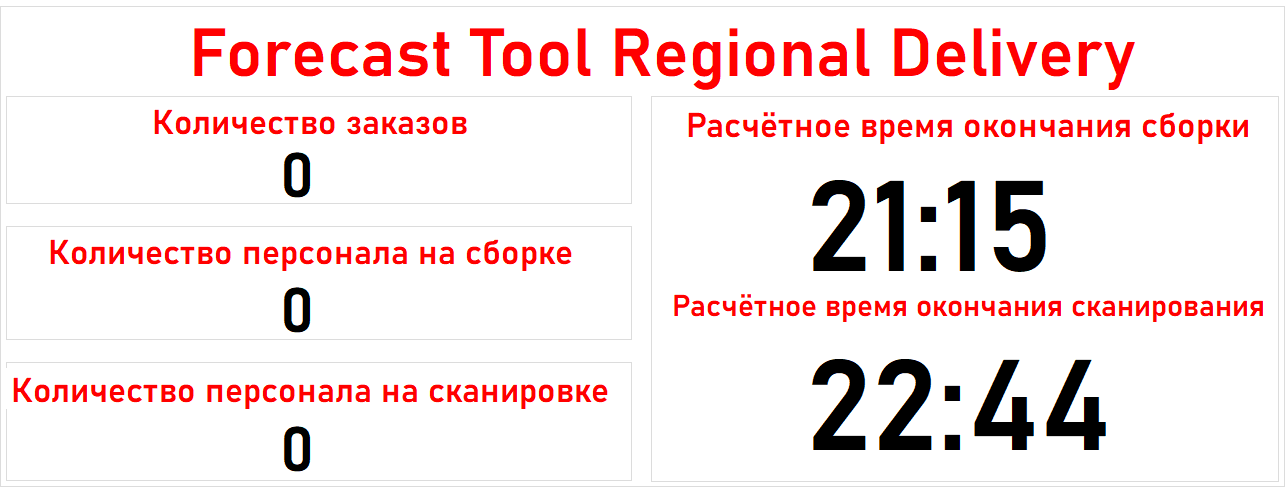 Forecast Tool Regional Delivery
Количество заказов
0
Количество персонала на сборке
0
Количество персонала на сканировке
0
Расчётное время окончания сборки
21:15
Расчётное время окончания сканирования
22:44